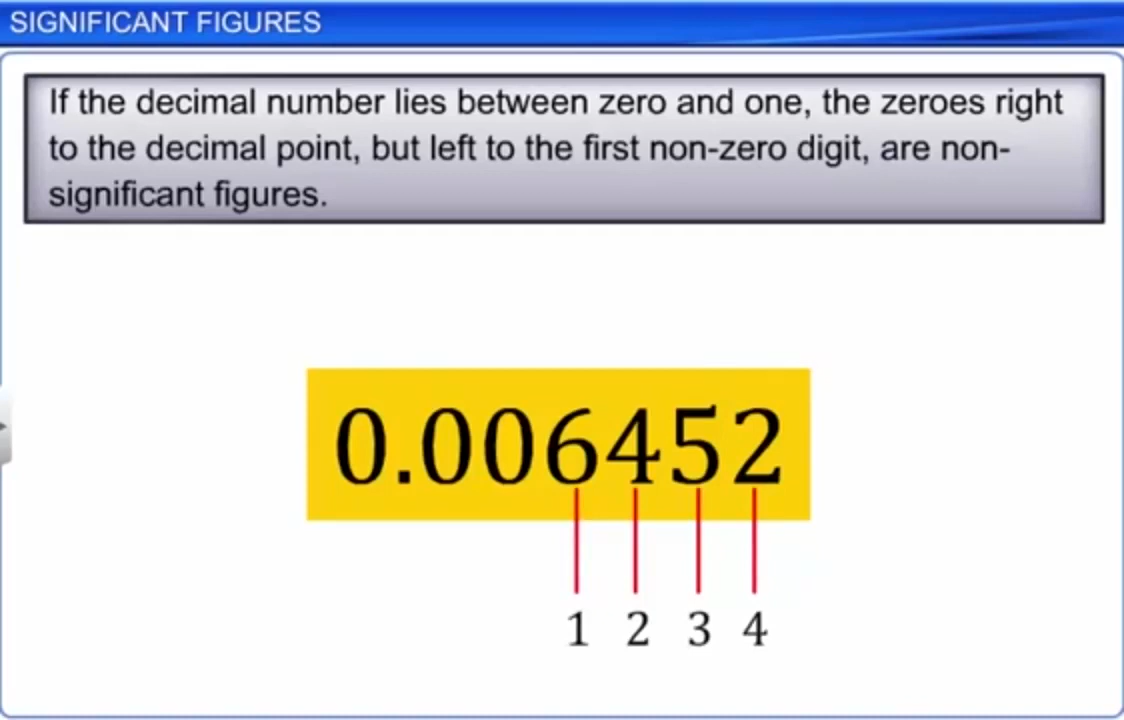 SIGNIFICANT FIGURES
If the decimal number lies between zero and one, the zeroes right
to the decimal point, but left to the first non-zero digit, are non-
significant figures.
0.006452
1 2 3 4